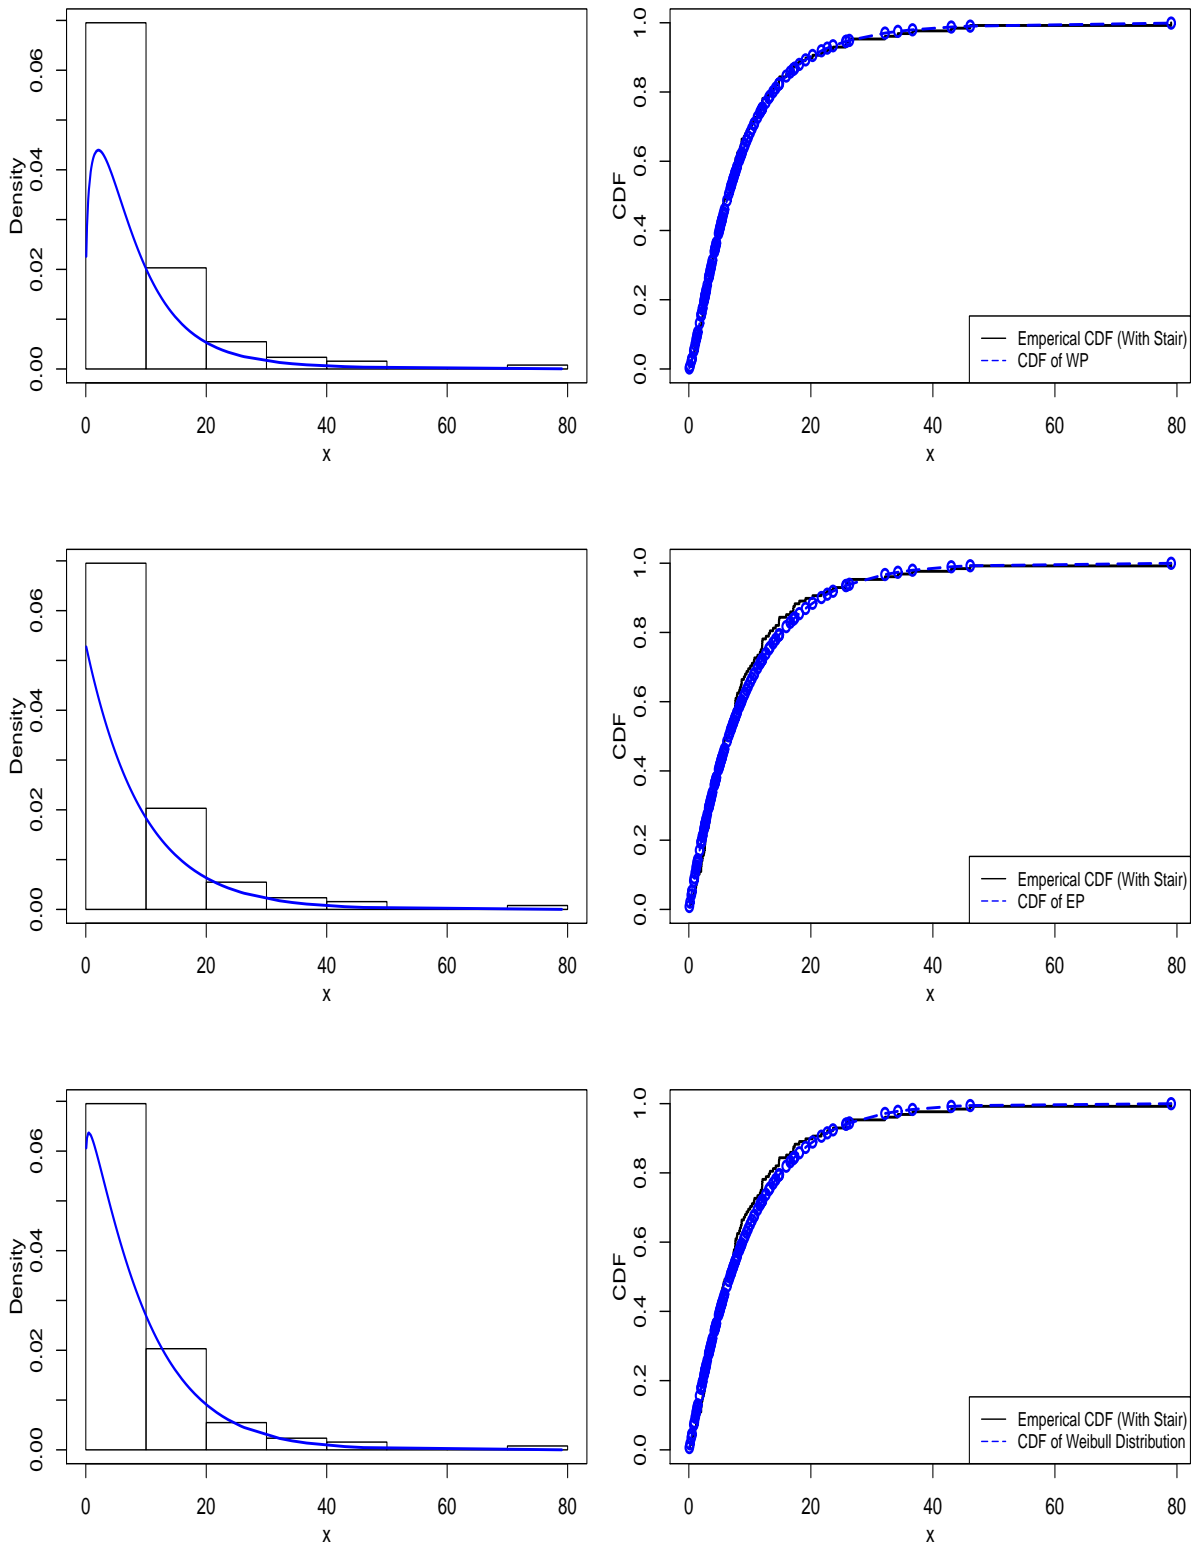 Density
0.00 0.02 0.04 0.06
0 20 40 60 80
x
CDF
0.0 0.2 0.4 0.6 0.8 1.0
Emperical CDF (With Stair)
CDF of WP
0 20 40 60 80
x
Density
0.00 0.02 0.04 0.06
0 20 40 60 80
x
CDF
0.0 0.2 0.4 0.6 0.8 1.0
Emperical CDF (With Stair)
CDF of EP
0 20 40 60 80
x
Density
0.00 0.02 0.04 0.06
0 20 40 60 80
x
CDF
0.0 0.2 0.4 0.6 0.8 1.0
Emperical CDF (With Stair)
CDF of Weibull Distribution
0 20 40 60 80
x